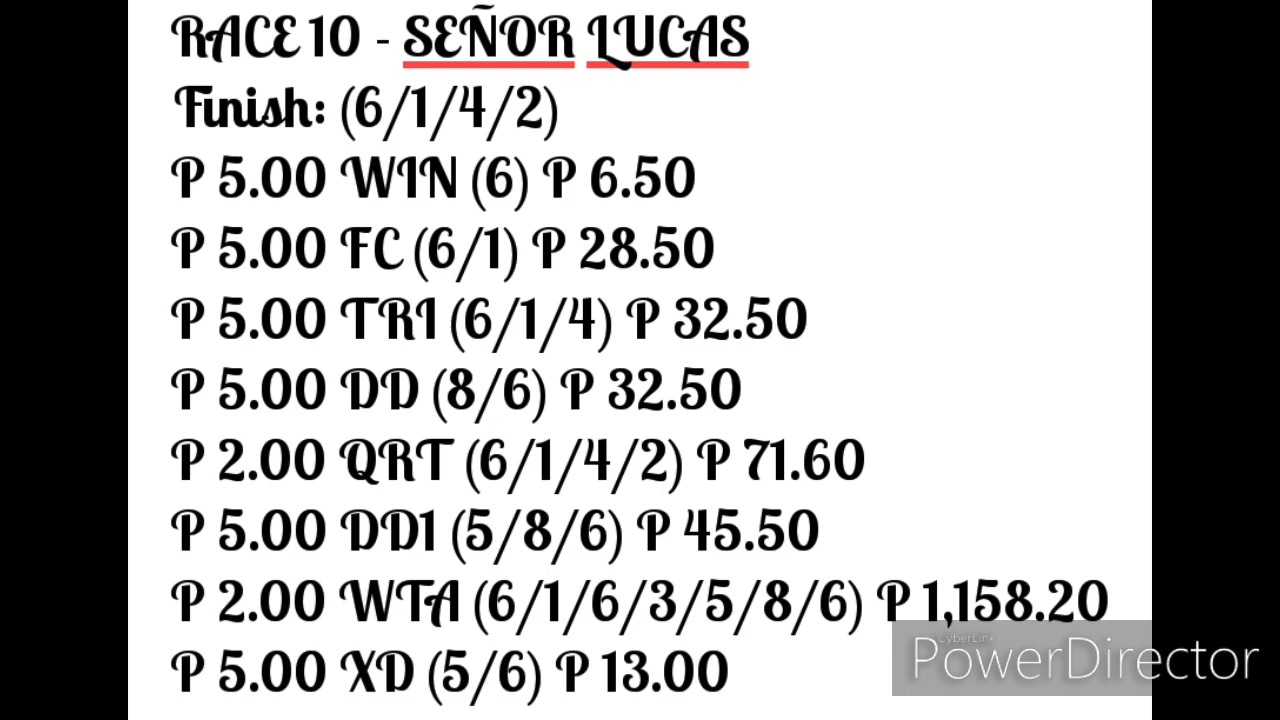 RACE 10 - SEÑOR LUCAS
Finish: (6/1/4/2)
P 5.00 WIN (6) P 6.50
P 5.00 FC (6/1) P 28.50
P 5.00 TRI (6/1/4) P 32.50
P 5.00 DD (8/6) P 32.50
P 2.00 QRT (6/1/4/2) P 71.60
P 5.00 DD1 (5/8/6) P 45.50
P 2.00 WTA (6/1/6/3/5/8/6) P 1,158.20
P 5.00 XD (5/6) P 13.00
CyberLink
PowerDirector